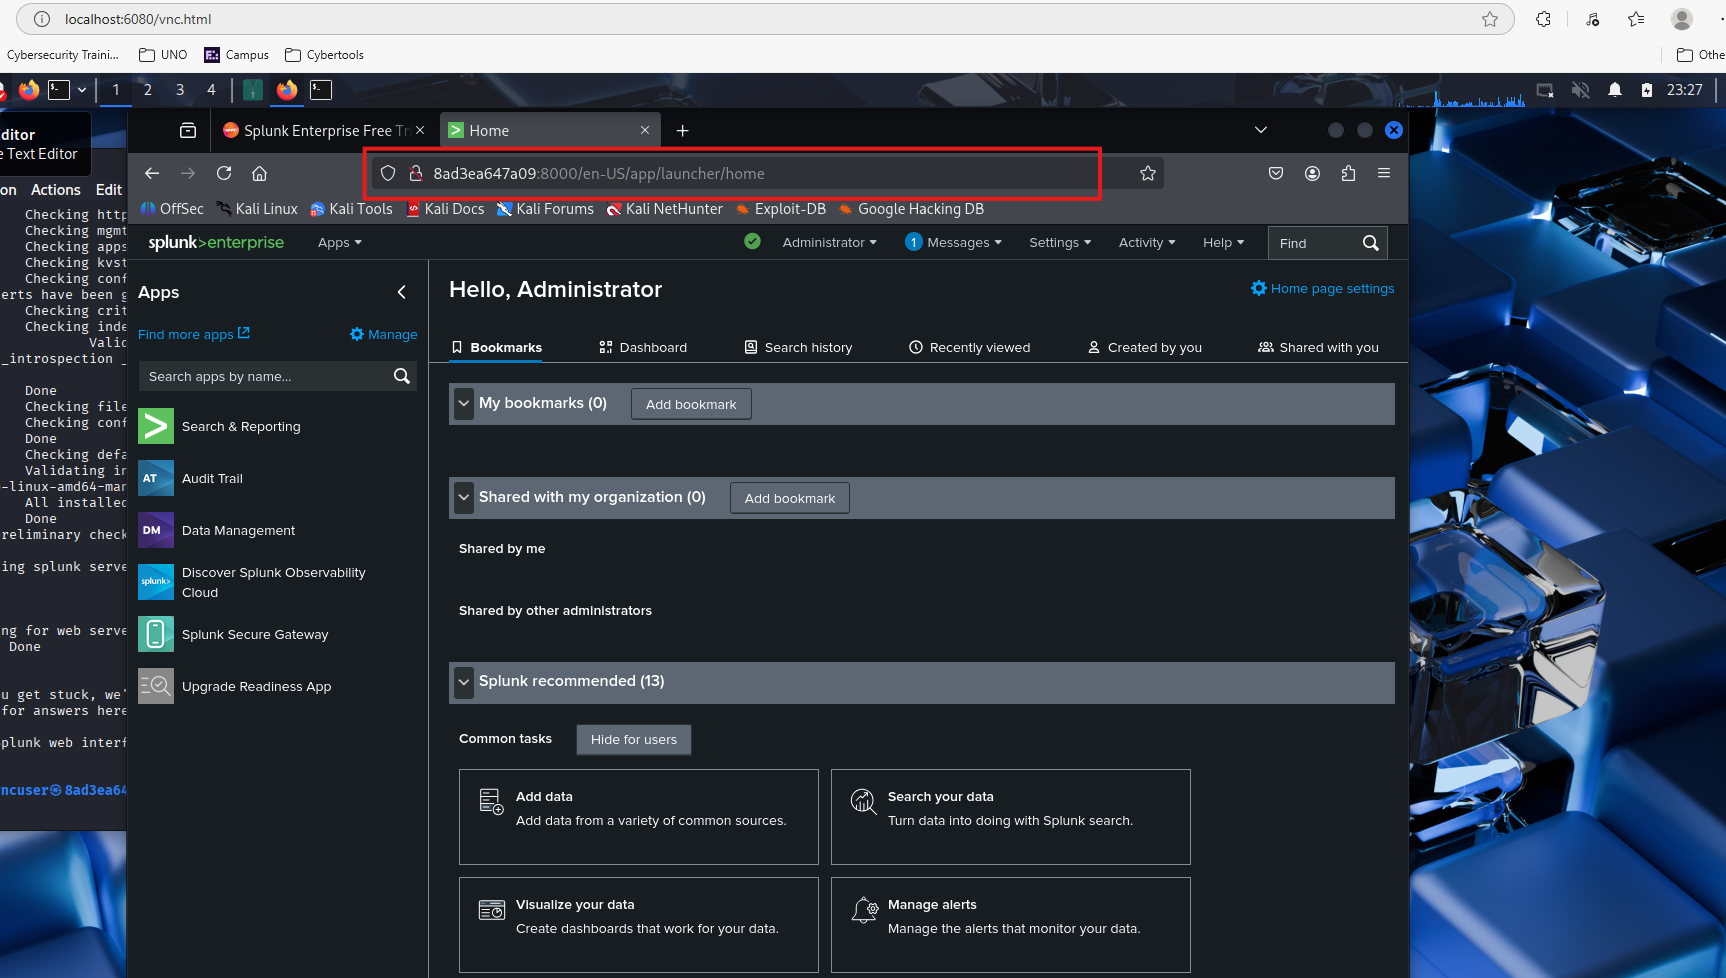 localhost:6080/vnc.html
Cybersecurity Traini...
UNO
Campus
Cybertools
Othe
1 2 3 4
23:27
ditor
e Text Editor
Splunk Enterprise Free Tri
Home
8ad3ea647a09:8000/en-US/app/launcher/home
on Actions Edit
OffSec
Kali Linux
Kali Tools
Kali Docs
Kali Forums
Kali NetHunter
Exploit-DB
Google Hacking DB
Checking http
Checking mgmt
Checking apps
Checking kvst
Checking conf
erts have been g
Checking crit
Checking inde
Valid
_introspection _
Done
Checking file
Checking conf
Done
Checking defa
Validating in
-linux-amd64-man
All installed
Done
reliminary check
ing splunk serve
ng for web serve
Done
u get stuck, we'
for answers here
plunk web interf
ncuser 8ad3ea64
splunk>enterprise
Apps
Administrator
1 Messages
Settings
Activity
Help
Find
Apps
Find more apps
Manage
Search apps by name...
> Search & Reporting
AT Audit Trail
DM Data Management
splunk> Discover Splunk Observability
Cloud
Splunk Secure Gateway
Upgrade Readiness App
Hello, Administrator
Home page settings
Bookmarks
Dashboard
Search history
Recently viewed
Created by you
Shared with you
My bookmarks (0)
Add bookmark
Shared with my organization (0)
Add bookmark
Shared by me
Shared by other administrators
Splunk recommended (13)
Common tasks
Hide for users
Add data
Add data from a variety of common sources.
Search your data
Turn data into doing with Splunk search.
Visualize your data
Create dashboards that work for your data.
Manage alerts
Manage the alerts that monitor your data.